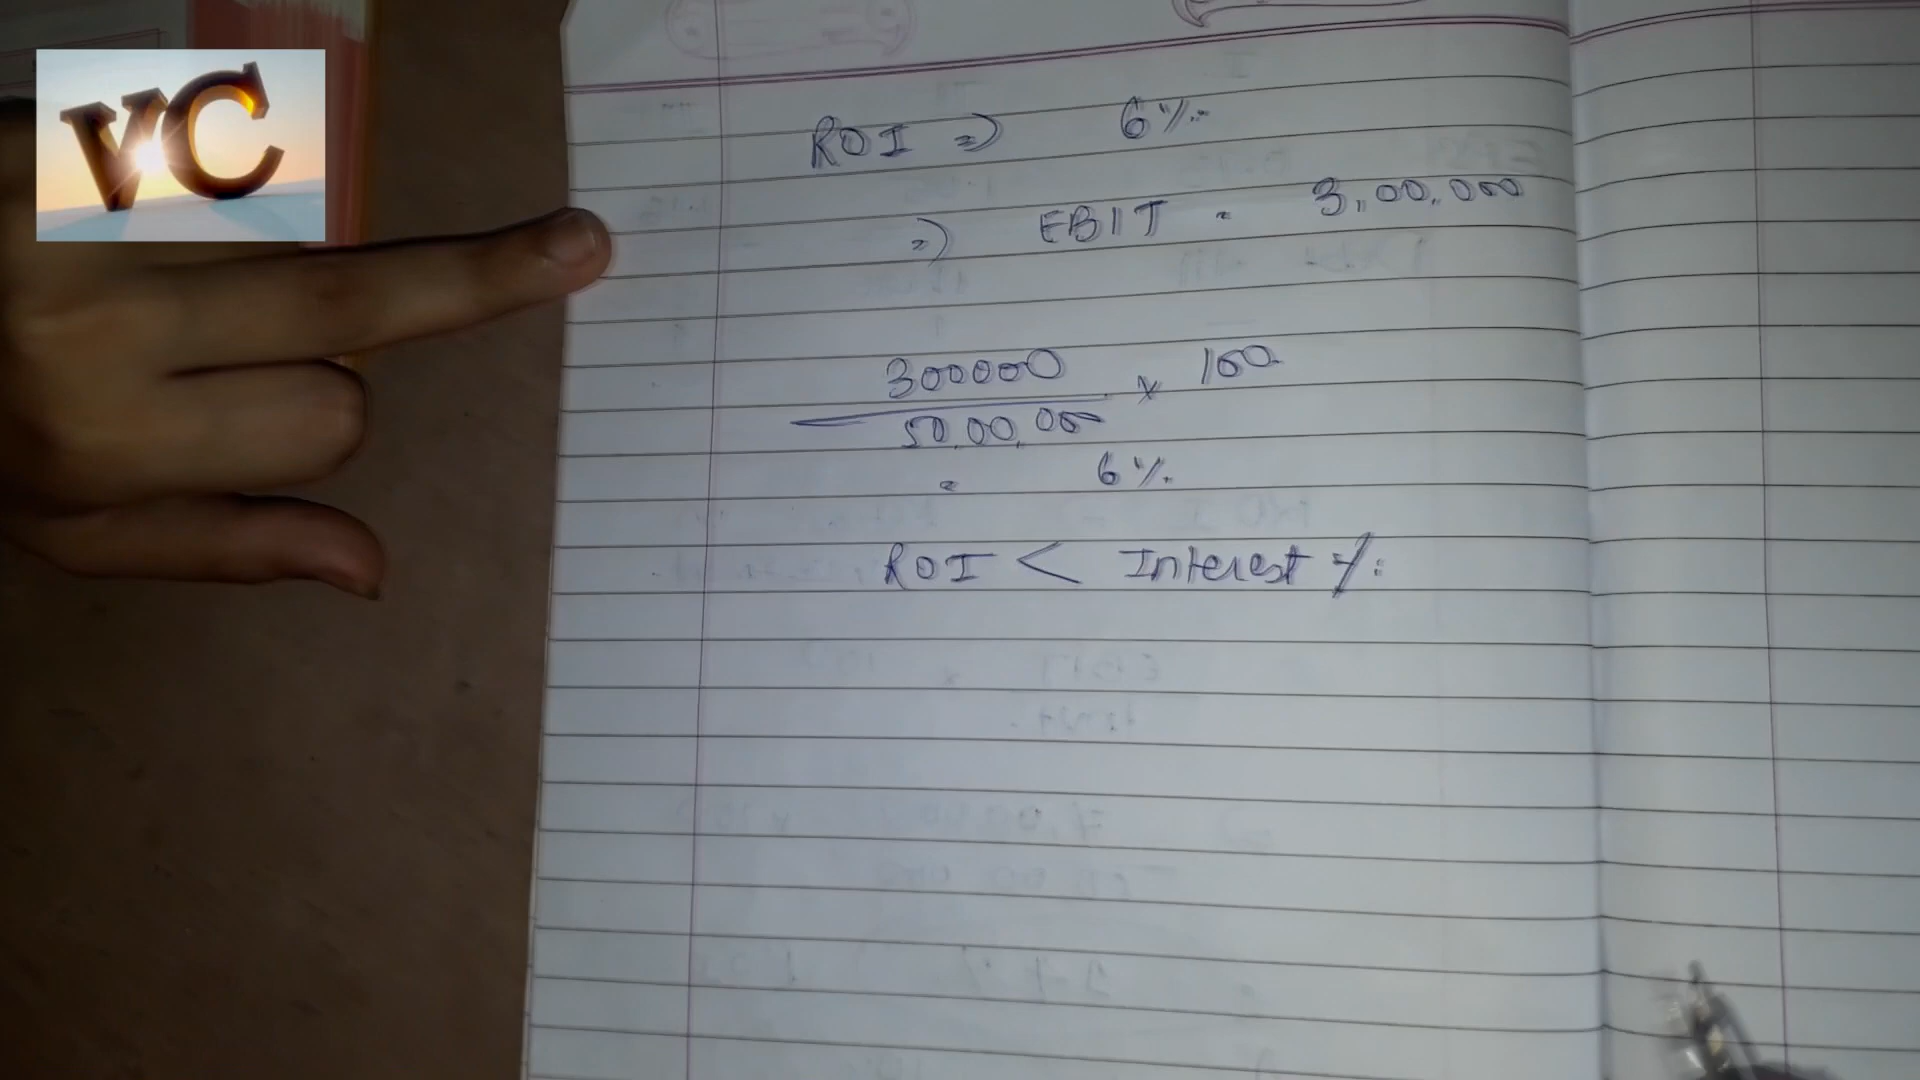 VC
ROI => 6%
=> EBIT = 3,00,000
300000 × 100
50,00,000
= 6%
ROI < Interest %